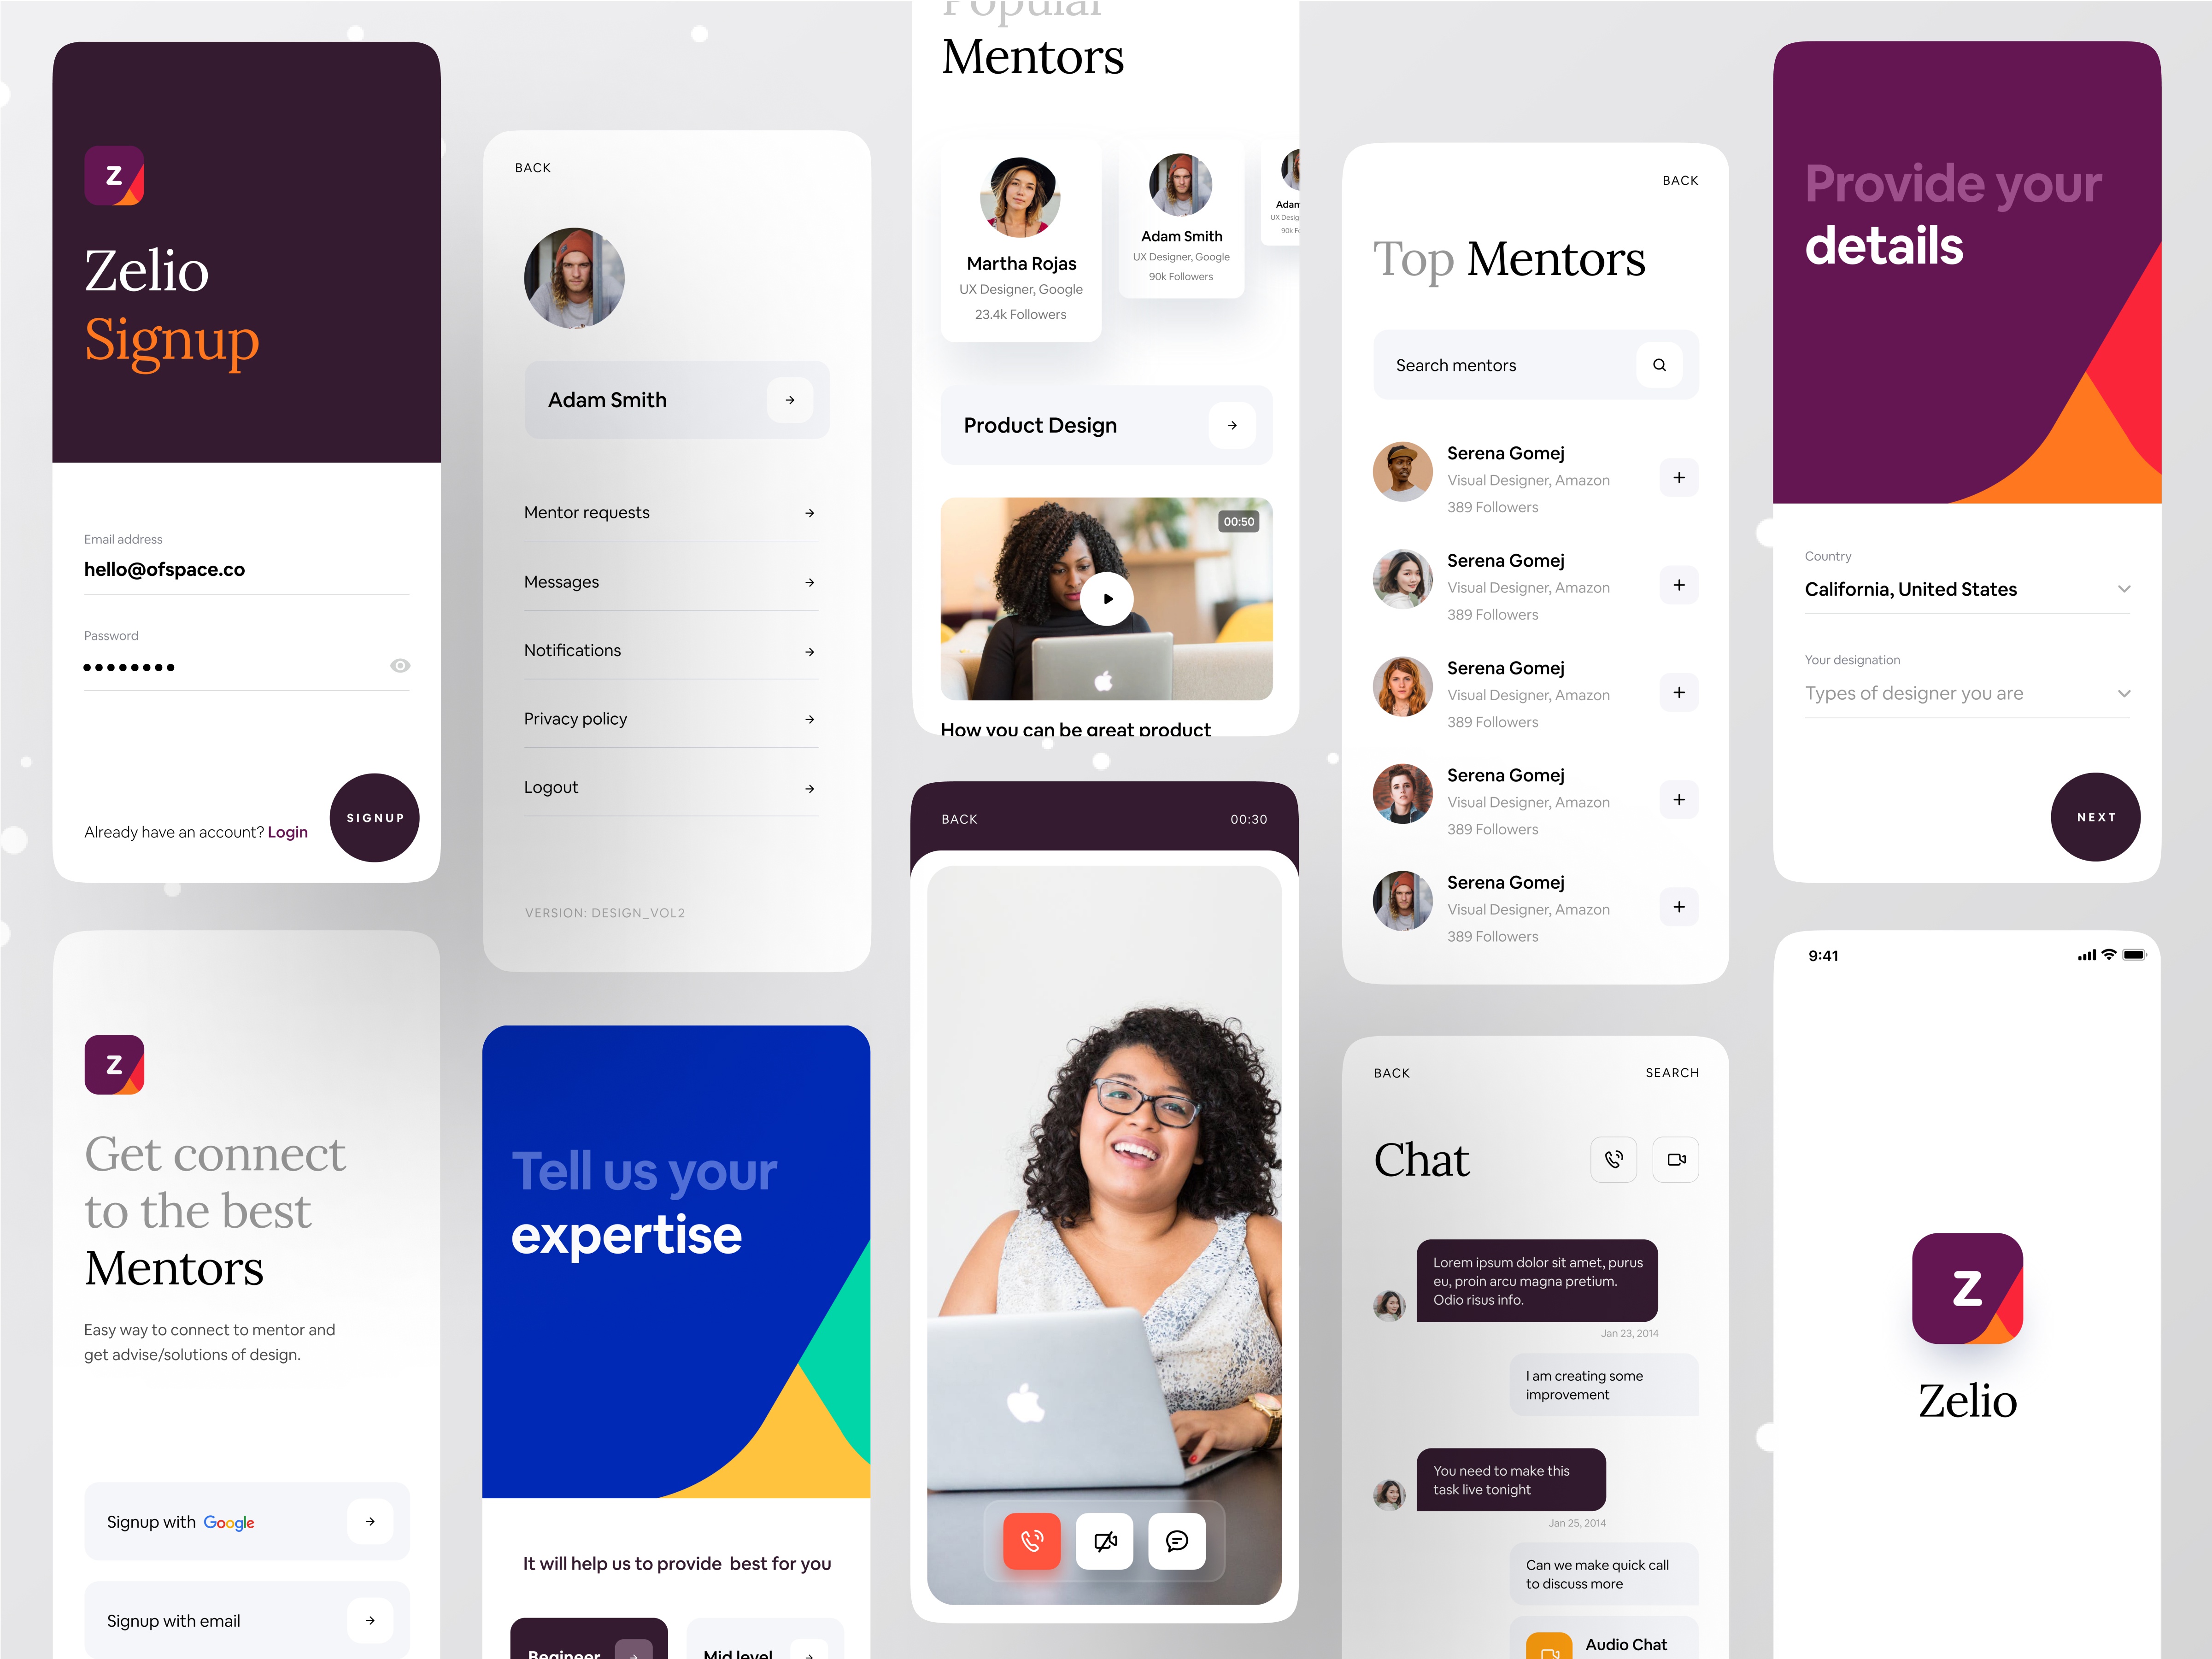 Z
Zelio
Signup
Email address
hello@ofspace.co
Password
Already have an account? Login
SIGNUP
Z
Get connect
to the best
Mentors
Easy way to connect to mentor and
get advise/solutions of design.
Signup with Google
Signup with email
BACK
Adam Smith
Mentor requests
Messages
Notifications
Privacy policy
Logout
VERSION: DESIGN_VOL2
Tell us your
expertise
It will help us to provide best for you
Begineer
Mid level
Popular
Mentors
Martha Rojas
UX Designer, Google
23.4k Followers
Adam Smith
UX Designer, Google
90k Followers
Adam
UX Desig
90k Fo
Product Design
00:50
How you can be great product
BACK
00:30
BACK
Top Mentors
Search mentors
Serena Gomej
Visual Designer, Amazon
389 Followers
Serena Gomej
Visual Designer, Amazon
389 Followers
Serena Gomej
Visual Designer, Amazon
389 Followers
Serena Gomej
Visual Designer, Amazon
389 Followers
Serena Gomej
Visual Designer, Amazon
389 Followers
BACK
SEARCH
Chat
Lorem ipsum dolor sit amet, purus
eu, proin arcu magna pretium.
Odio risus info.
Jan 23, 2014
I am creating some
improvement
You need to make this
task live tonight
Jan 25, 2014
Can we make quick call
to discuss more
Audio Chat
Provide your
details
Country
California, United States
Your designation
Types of designer you are
NEXT
9:41
Z
Zelio